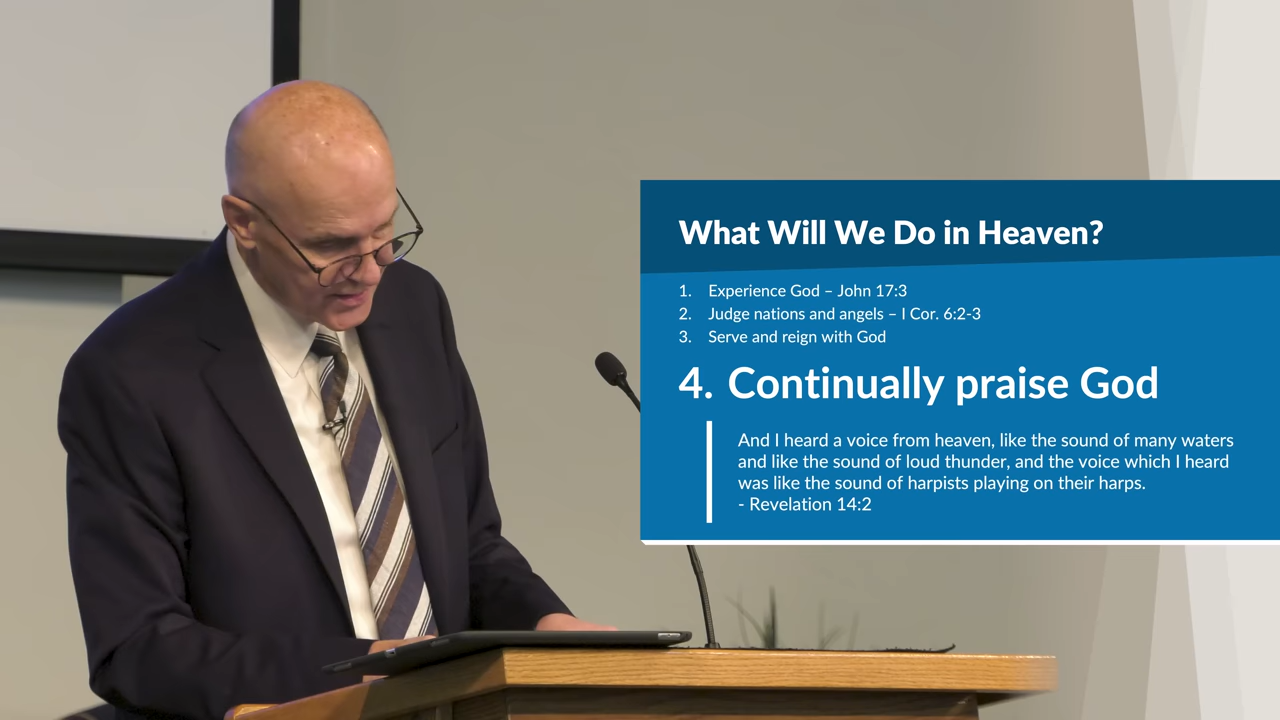 What Will We Do in Heaven?
1. Experience God – John 17:3
2. Judge nations and angels – I Cor. 6:2-3
3. Serve and reign with God
4. Continually praise God
And I heard a voice from heaven, like the sound of many waters
and like the sound of loud thunder, and the voice which I heard
was like the sound of harpists playing on their harps.
- Revelation 14:2